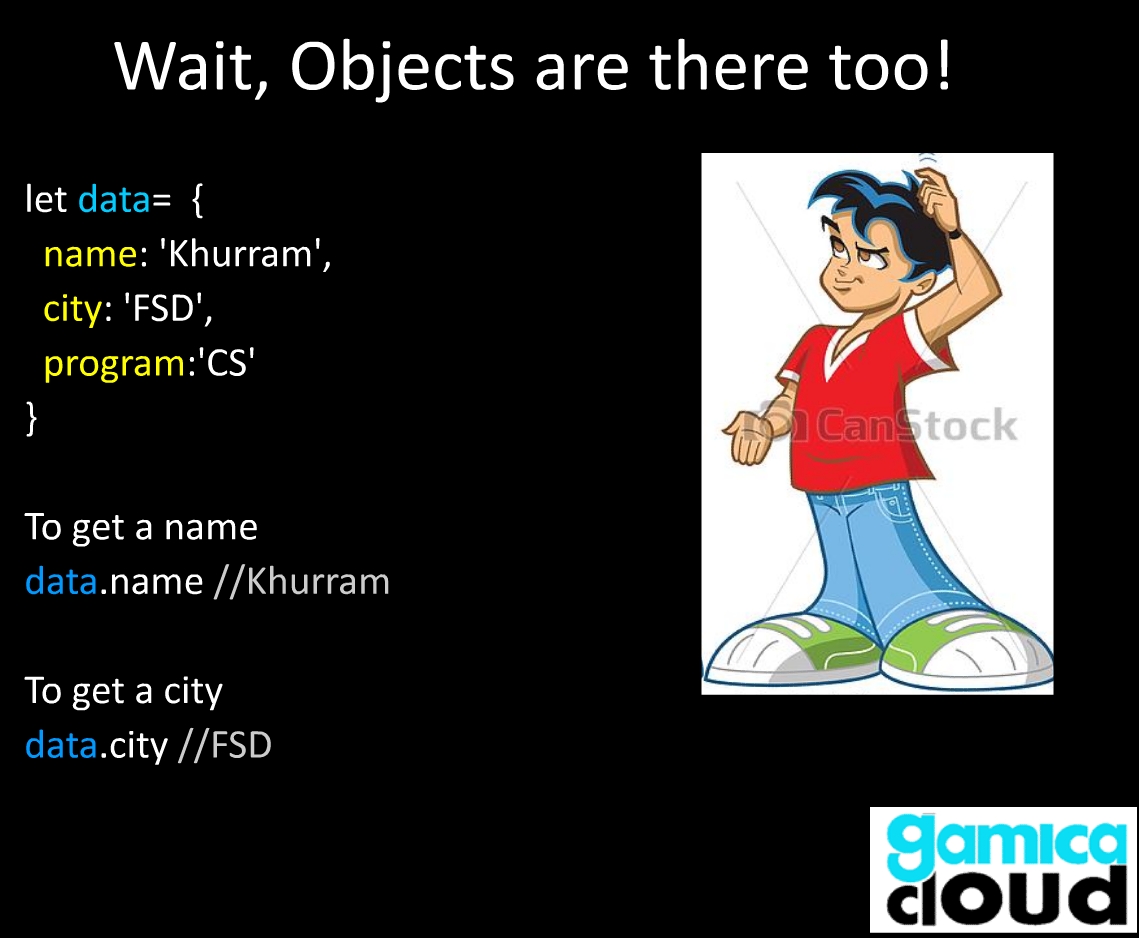 Wait, Objects are there too!
let data= {
name: 'Khurram',
city: 'FSD',
program:'CS'
}
To get a name
data.name //Khurram
To get a city
data.city //FSD
CanStock
gamica
cloud